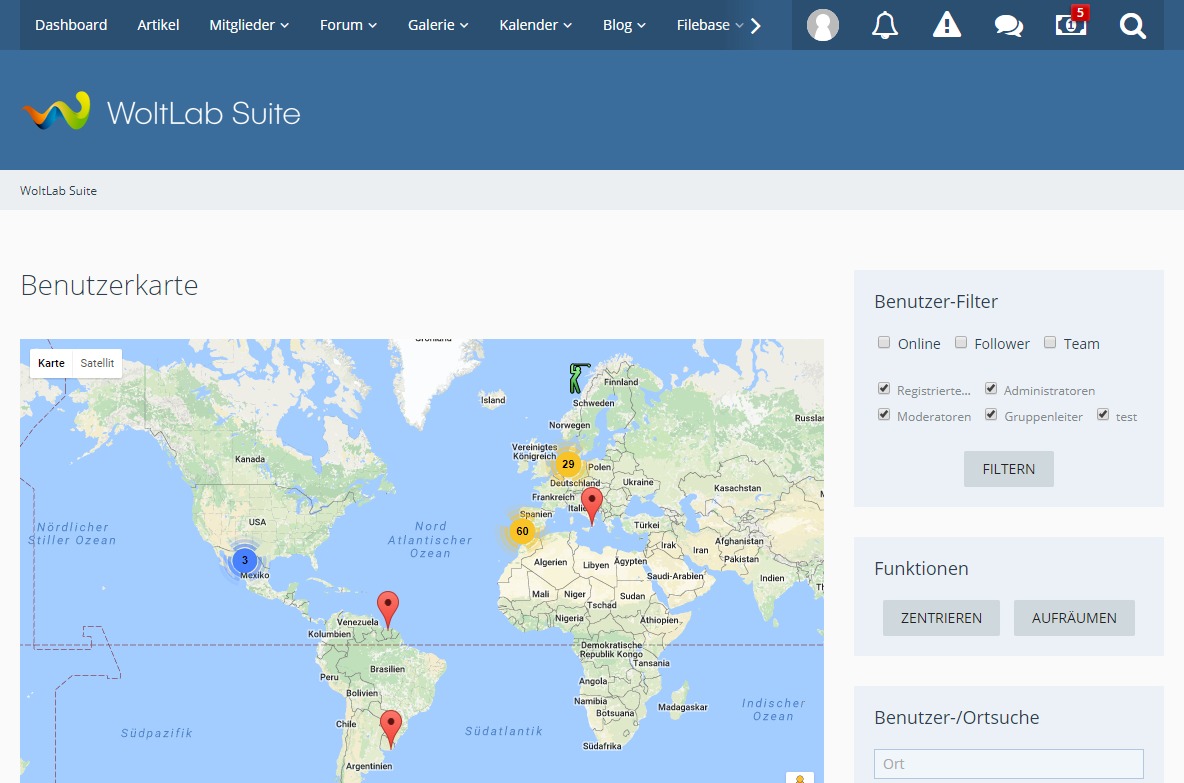 Dashboard Artikel Mitglieder Forum Galerie Kalender Blog Filebase
5
WoltLab Suite
WoltLab Suite
Benutzerkarte
Karte Satellit
Grönland
Island
Finnland
Schweden
Norwegen
Russlan
Vereinigtes
Königreich
29
Polen
Kanada
Deutschland
Ukraine
Kasachstan
Frankreich
Italie
USA
Spanien
Türkei
Nördlicher
Stiller Ozean
Nord
Atlantischer
Ozean
60
Afghanistan
Irak
Iran
Pakistan
3
Mexiko
Algerien
Libyen
Ägypten
Saudi-Arabien
Indien
Mali
Niger
Sudan
Tschad
Venezuela
Nigeria
Äthiopien
Kolumbien
Demokratische
Republik Kongo
Tansania
Brasilien
Peru
Angola
Bolivien
Namibia
Botsuana
Madagaskar
Indischer
Ozean
Chile
Südpazifik
Südatlantik
Südafrika
Argentinien
Benutzer-Filter
Online Follower Team
Registrierte... Administratoren
Moderatoren Gruppenleiter test
FILTERN
Funktionen
ZENTRIEREN AUFRÄUMEN
Benutzer-/Ortsuche
Ort